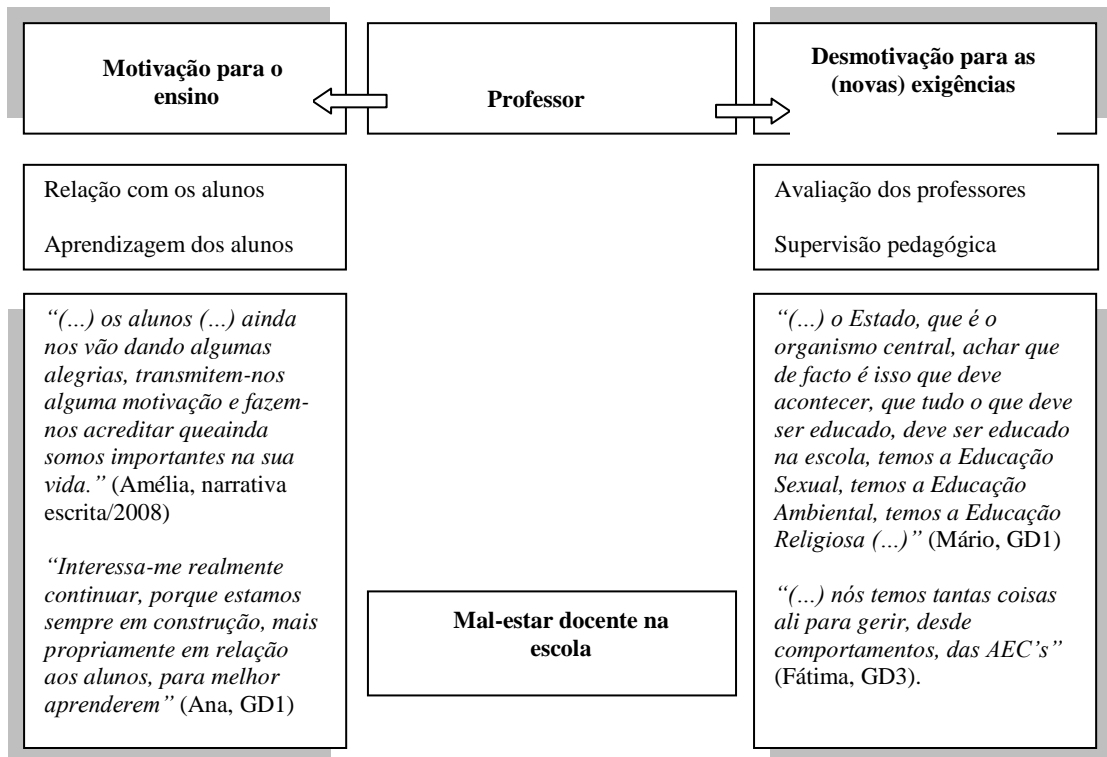 Motivação para o
ensino
Professor
Desmotivação para as
(novas) exigências
Relação com os alunos
Aprendizagem dos alunos
Avaliação dos professores
Supervisão pedagógica
“(...) os alunos (...) ainda
nos vão dando algumas
alegrias, transmitem-nos
alguma motivação e fazem-
nos acreditar queainda
somos importantes na sua
vida.” (Amélia, narrativa
escrita/2008)
“Interessa-me realmente
continuar, porque estamos
sempre em construção, mais
propriamente em relação
aos alunos, para melhor
aprenderem” (Ana, GD1)
Mal-estar docente na
escola
“(...) o Estado, que é o
organismo central, achar que
de facto é isso que deve
acontecer, que tudo o que deve
ser educado, deve ser educado
na escola, temos a Educação
Sexual, temos a Educação
Ambiental, temos a Educação
Religiosa (...)” (Mário, GD1)
“(...) nós temos tantas coisas
ali para gerir, desde
comportamentos, das AEC’s”
(Fátima, GD3).